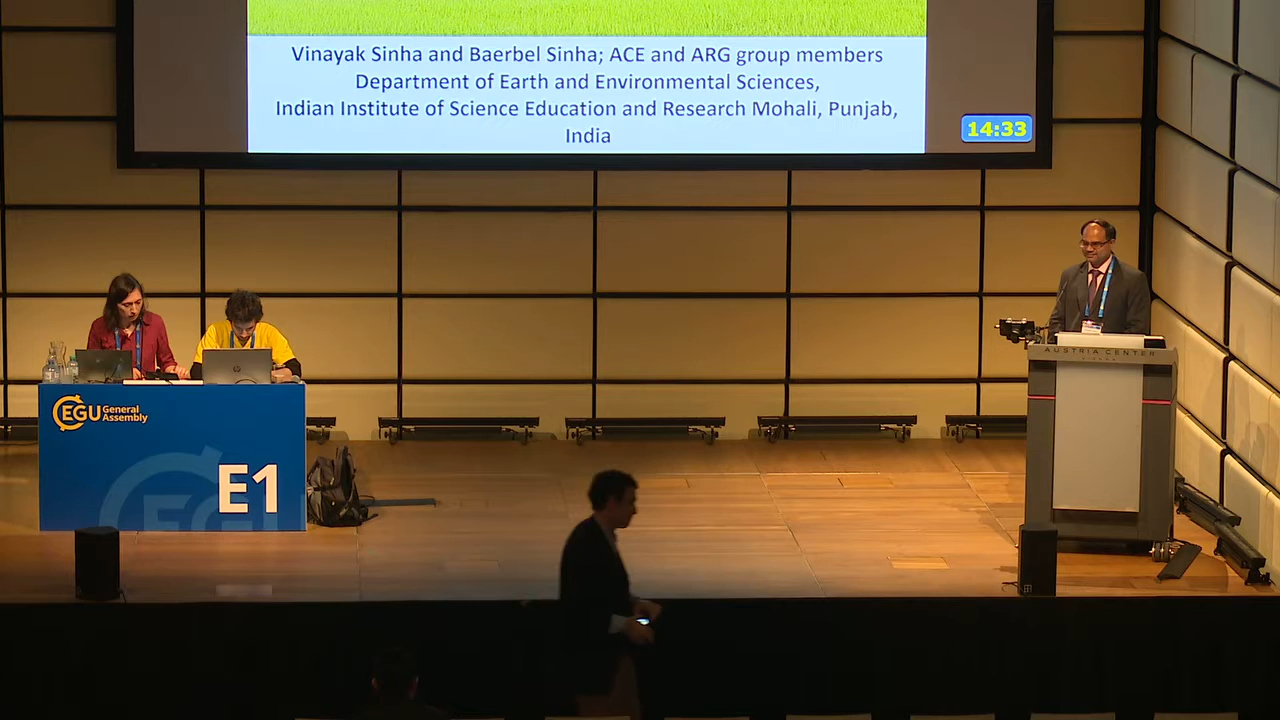 Vinayak Sinha and Baerbel Sinha; ACE and ARG group members
Department of Earth and Environmental Sciences,
Indian Institute of Science Education and Research Mohali, Punjab,
India
14:33
AUSTRIA CENTER
EGU General
Assembly
E1